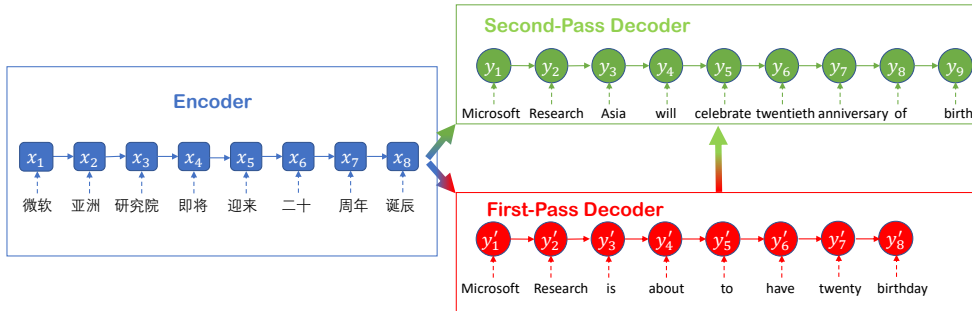 Encoder
x₁ x₂ x₃ x₄ x₅ x₆ x₇ x₈
微软 亚洲 研究院 即将 迎来 二十 周年 诞辰
Second-Pass Decoder
y₁ y₂ y₃ y₄ y₅ y₆ y₇ y₈ y₉
Microsoft Research Asia will celebrate twentieth anniversary of birth
First-Pass Decoder
y′₁ y′₂ y′₃ y′₄ y′₅ y′₆ y′₇ y′₈
Microsoft Research is about to have twenty birthday